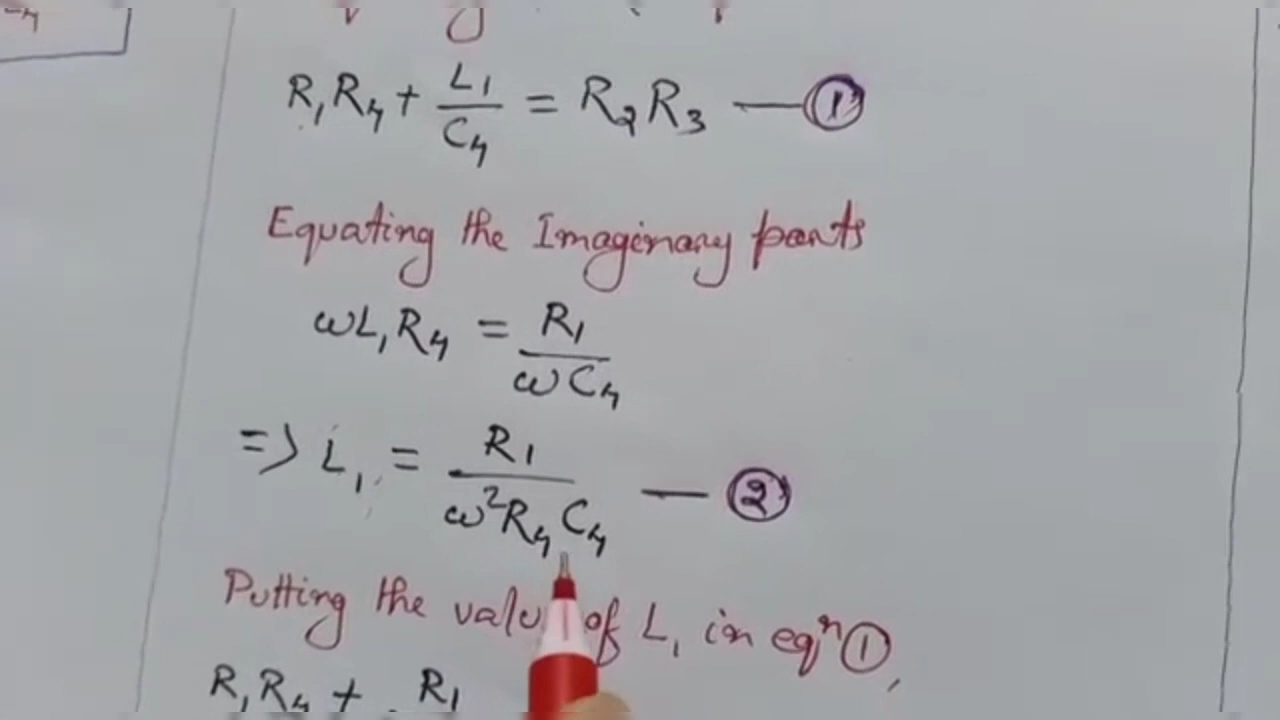 R₁R₄ + L₁/C₄ = R₂R₃ — ①
Equating the Imaginary parts
ωL₁R₄ = R₁/ωC₄
=> L₁ = R₁/ω²R₄C₄ — ②
Putting the value of L₁ in eqⁿ ①,
R₁R₄ + R₁